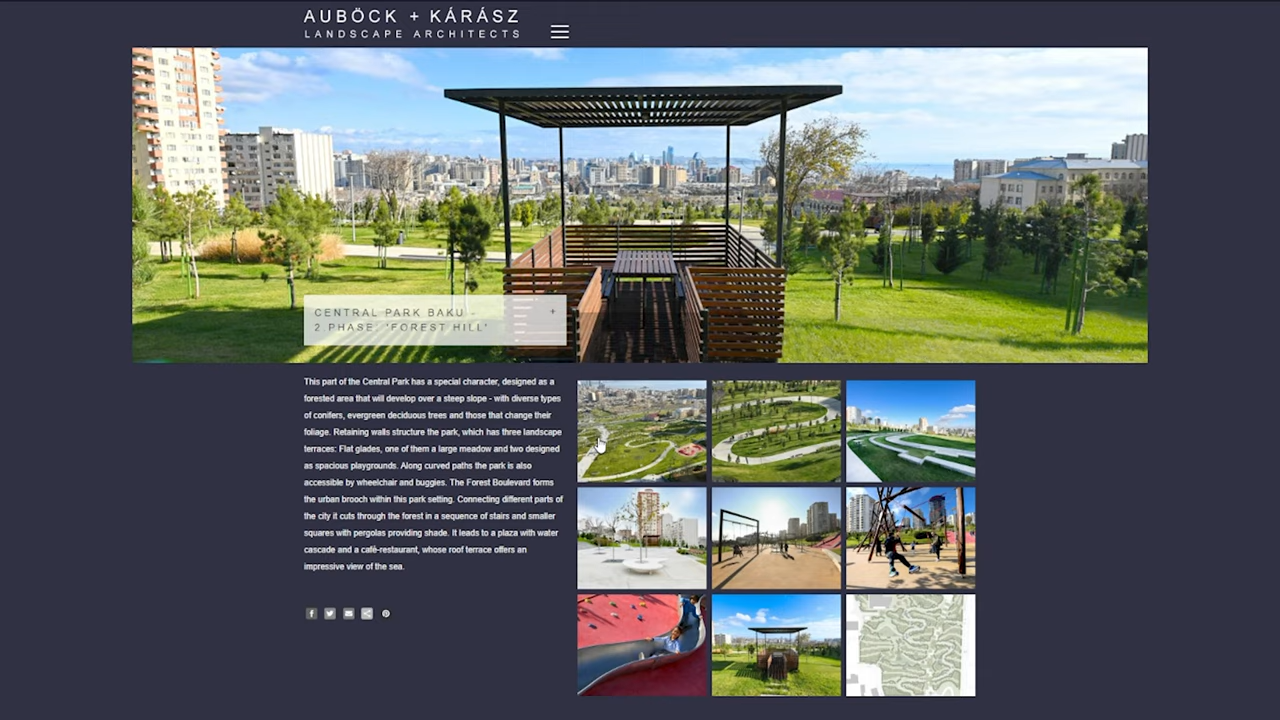 AUBÖCK + KÁRÁSZ
LANDSCAPE ARCHITECTS
CENTRAL PARK BAKU - +
2 PHASE, 'FOREST HILL'
This part of the Central Park has a special character, designed as a
forested area that will develop over a steep slope - with diverse types
of conifers, evergreen deciduous trees and those that change their
foliage. Retaining walls structure the park, which has three landscape
terraces: Flat glades, one of them a large meadow and two designed
as spacious playgrounds. Along curved paths the park is also
accessible by wheelchair and buggies. The Forest Boulevard forms
the urban brooch within this park setting. Connecting different parts of
the city it cuts through the forest in a sequence of stairs and smaller
squares with pergolas providing shade. It leads to a plaza with water
cascade and a café-restaurant, whose roof terrace offers an
impressive view of the sea.